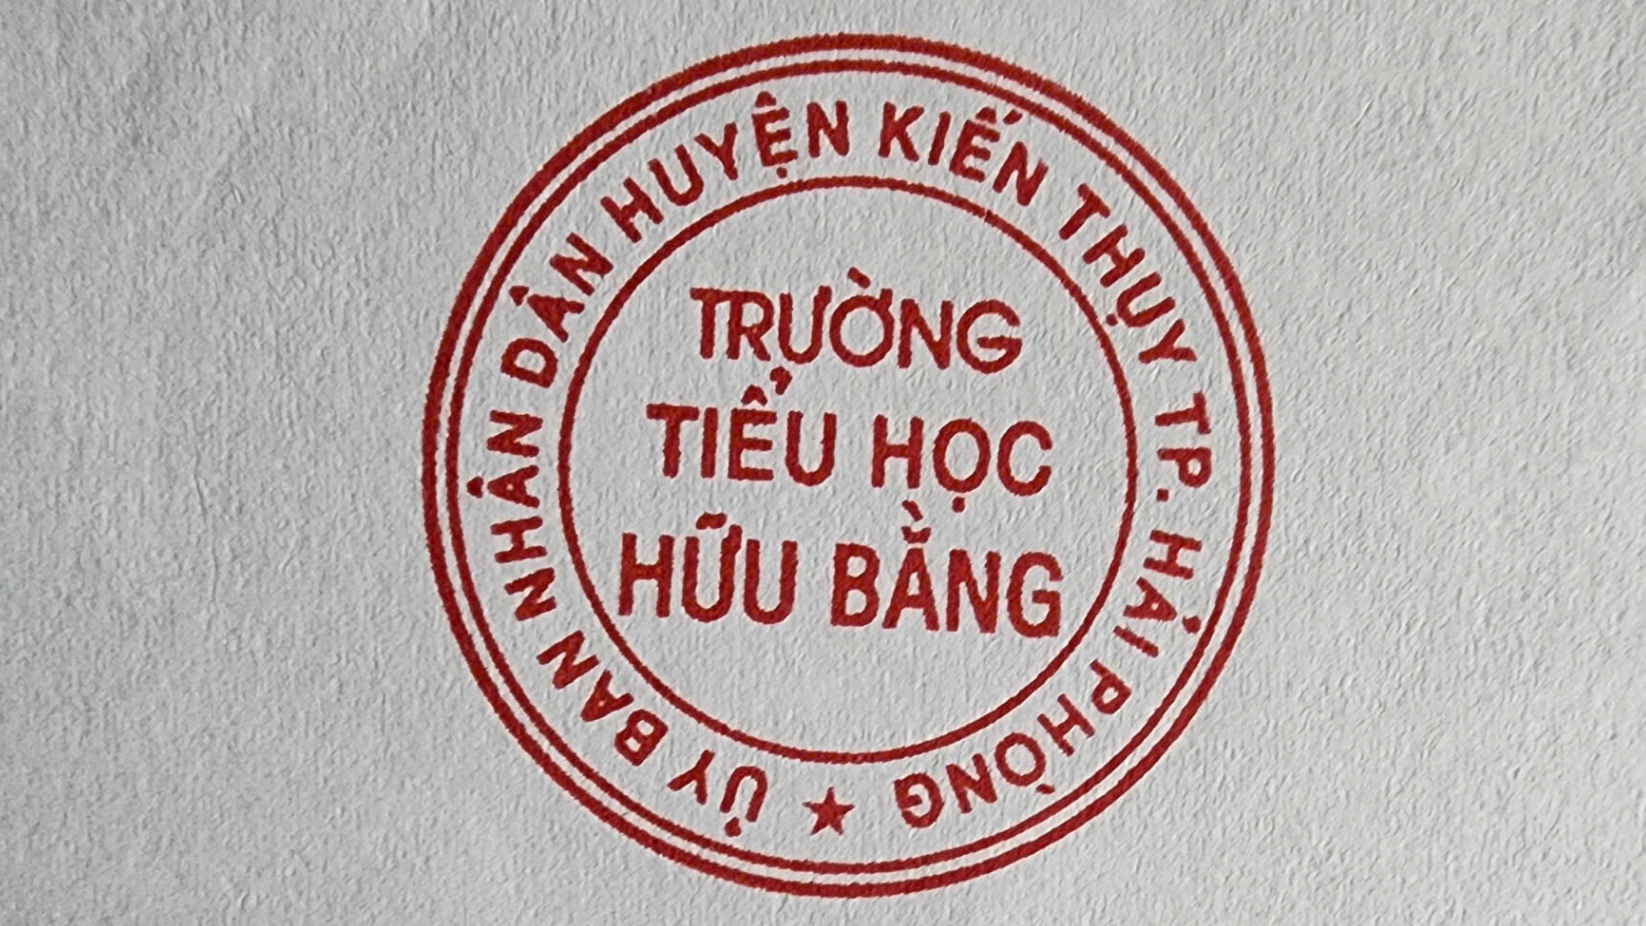 ỦY BAN NHÂN DÂN HUYỆN KIẾN THỤY TP. HẢI PHÒNG
TRƯỜNG
TIỂU HỌC
HỮU BẰNG